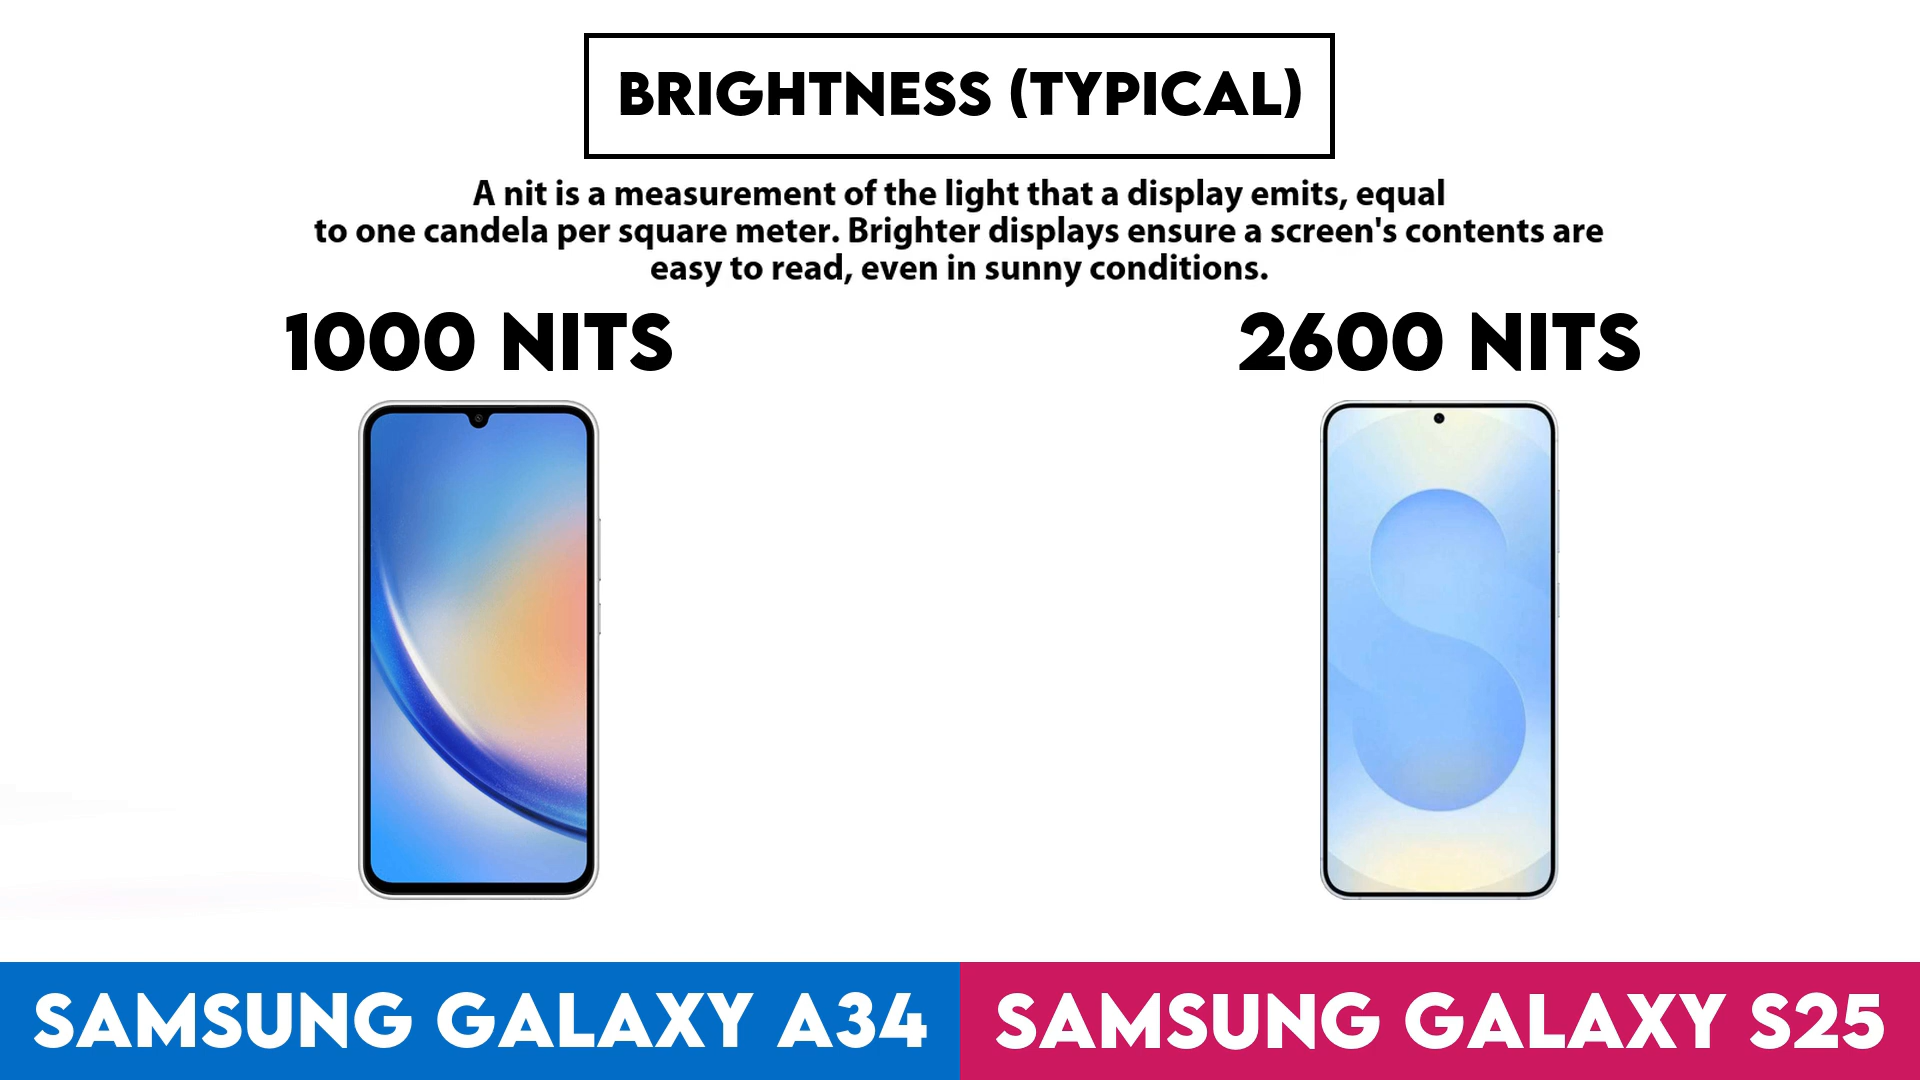 BRIGHTNESS (TYPICAL)
A nit is a measurement of the light that a display emits, equal
to one candela per square meter. Brighter displays ensure a screen's contents are
easy to read, even in sunny conditions.
1000 NITS
2600 NITS
SAMSUNG GALAXY A34
SAMSUNG GALAXY S25